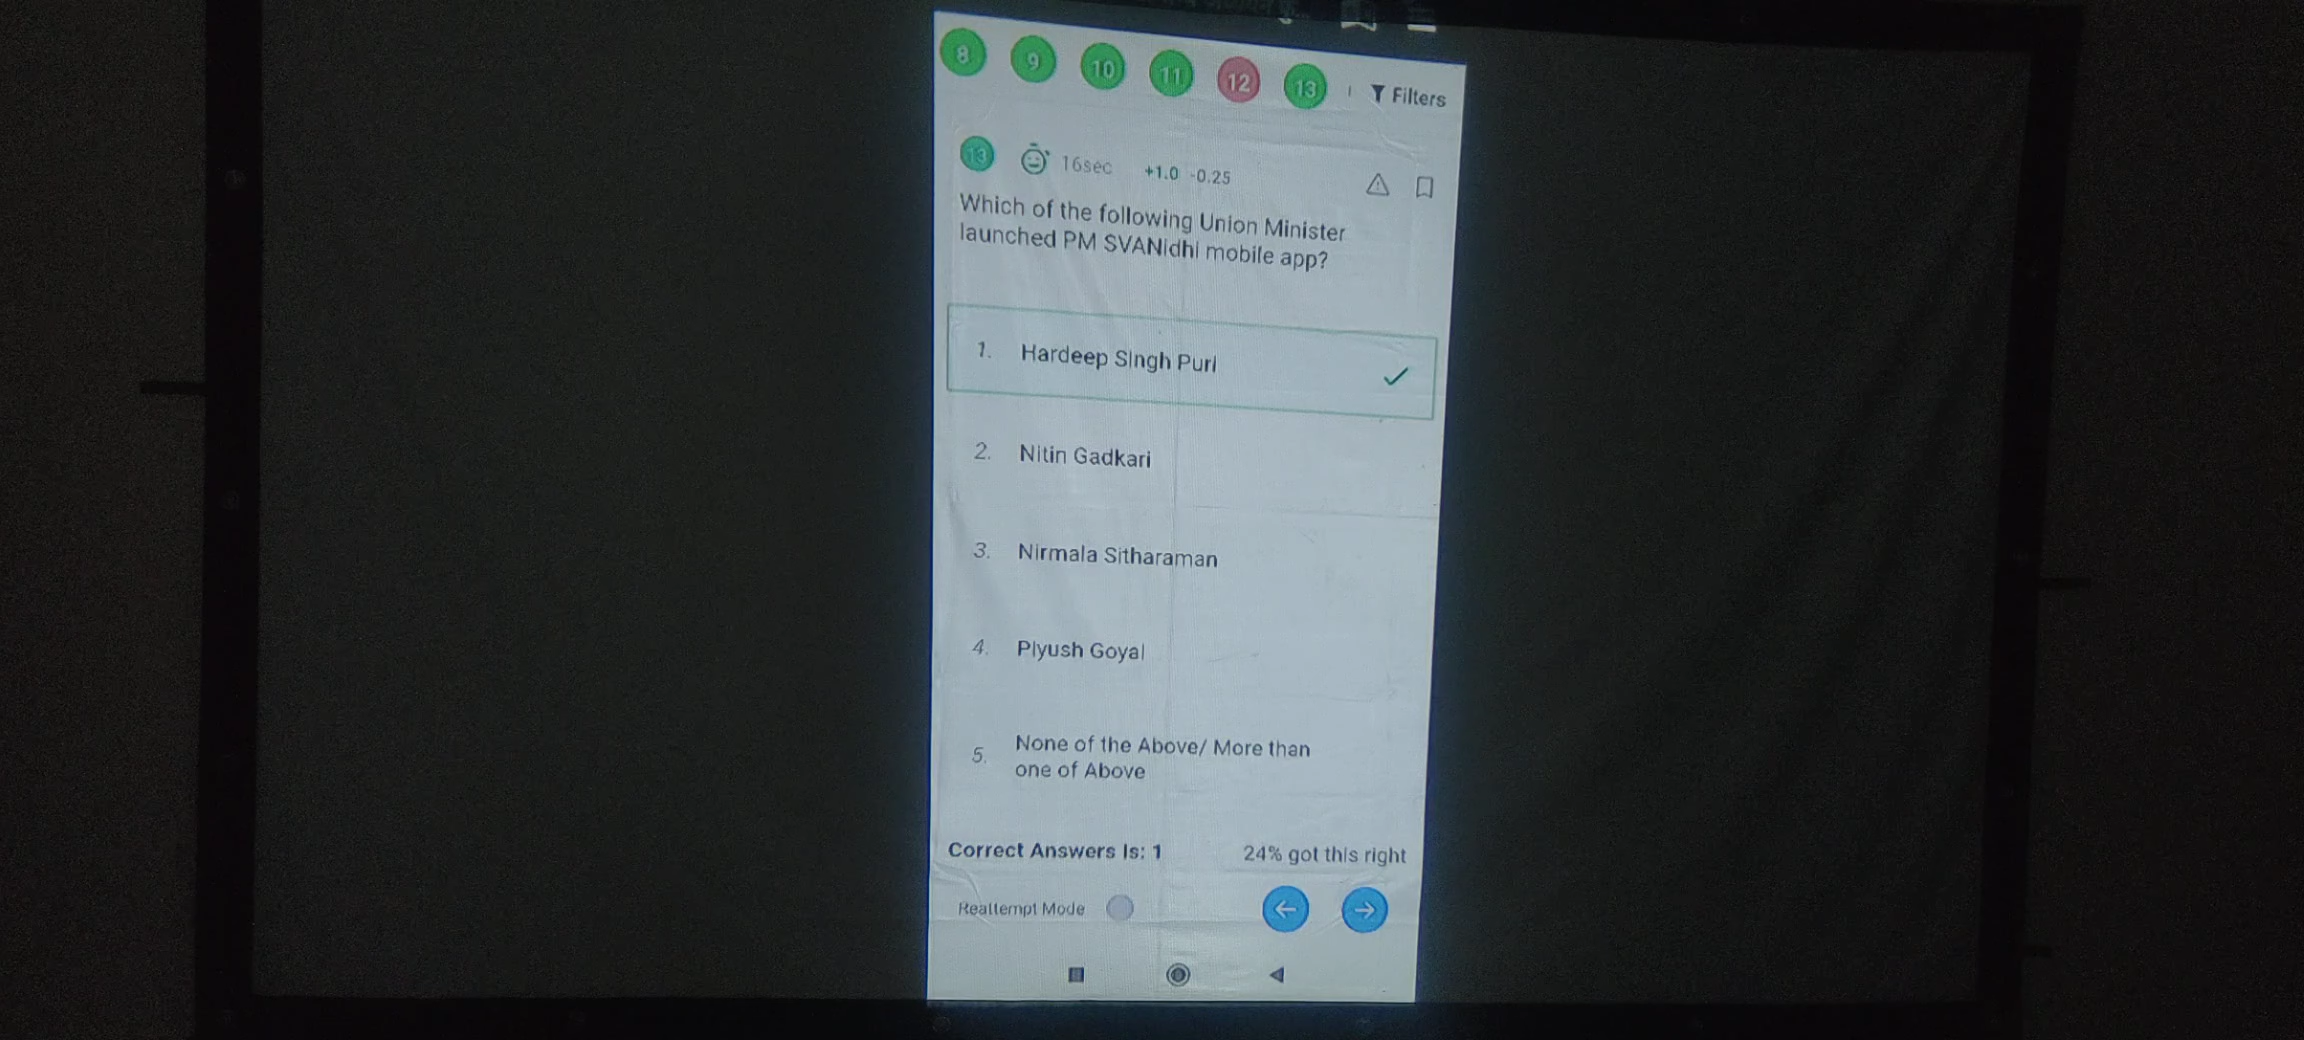 8 9 10 11 12 13 Filters
13 16sec +1.0 -0.25
Which of the following Union Minister
launched PM SVANidhi mobile app?
1. Hardeep Singh Puri
2. Nitin Gadkari
3. Nirmala Sitharaman
4. Piyush Goyal
5. None of the Above/ More than
one of Above
Correct Answers Is: 1 24% got this right
Reattempt Mode